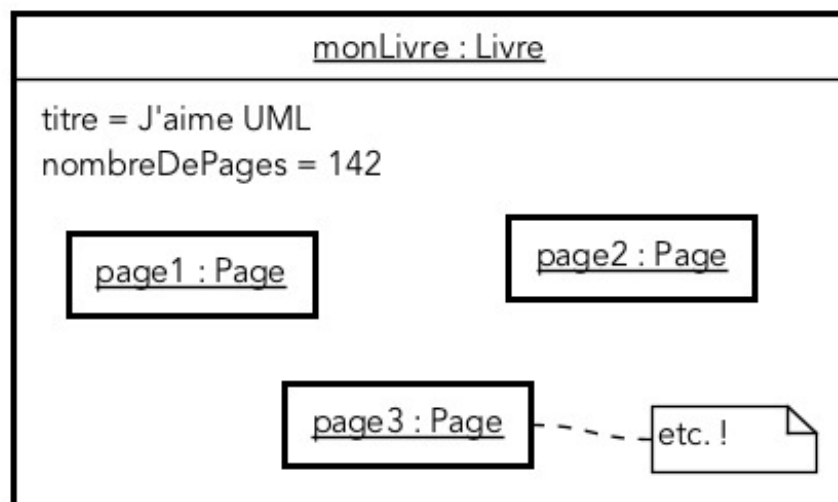 monLivre : Livre
titre = J'aime UML
nombreDePages = 142
page1 : Page
page2 : Page
page3 : Page
etc. !